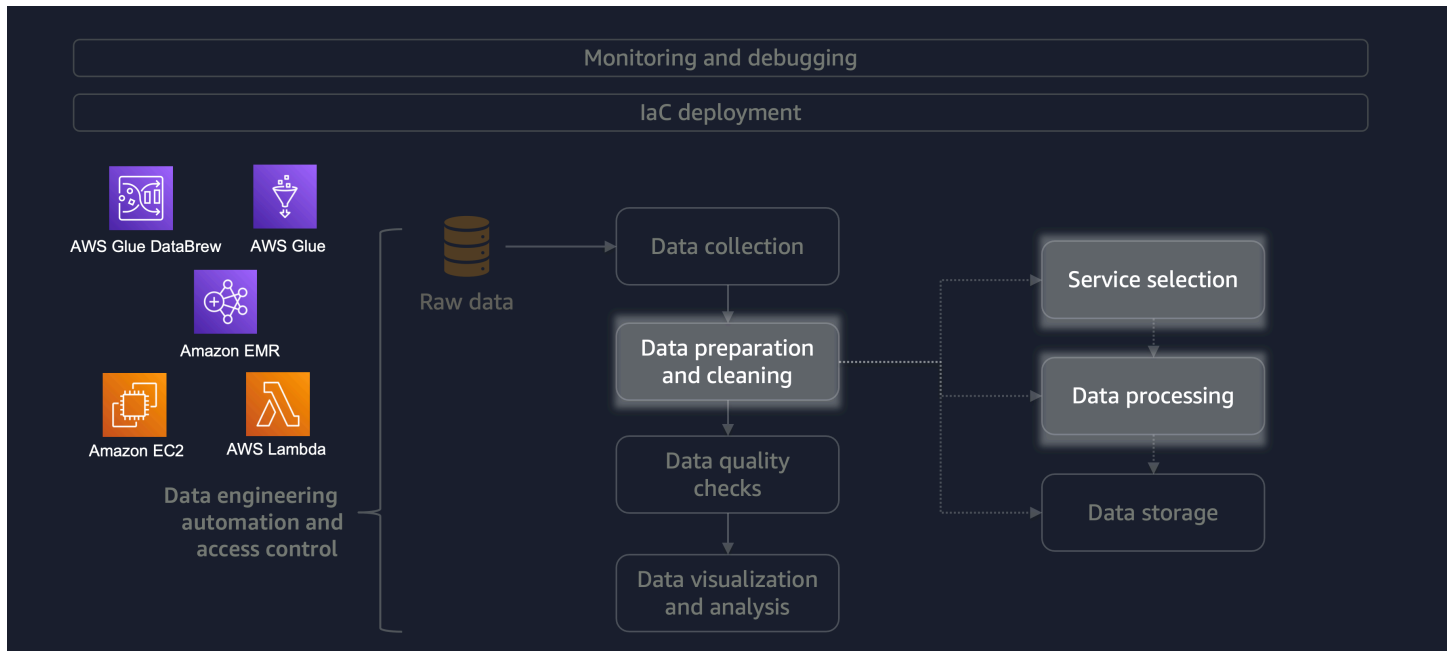 Monitoring and debugging
IaC deployment
AWS Glue DataBrew
AWS Glue
Amazon EMR
Amazon EC2
AWS Lambda
Data engineering
automation and
access control
Raw data
Data collection
Data preparation
and cleaning
Data quality
checks
Data visualization
and analysis
Service selection
Data processing
Data storage